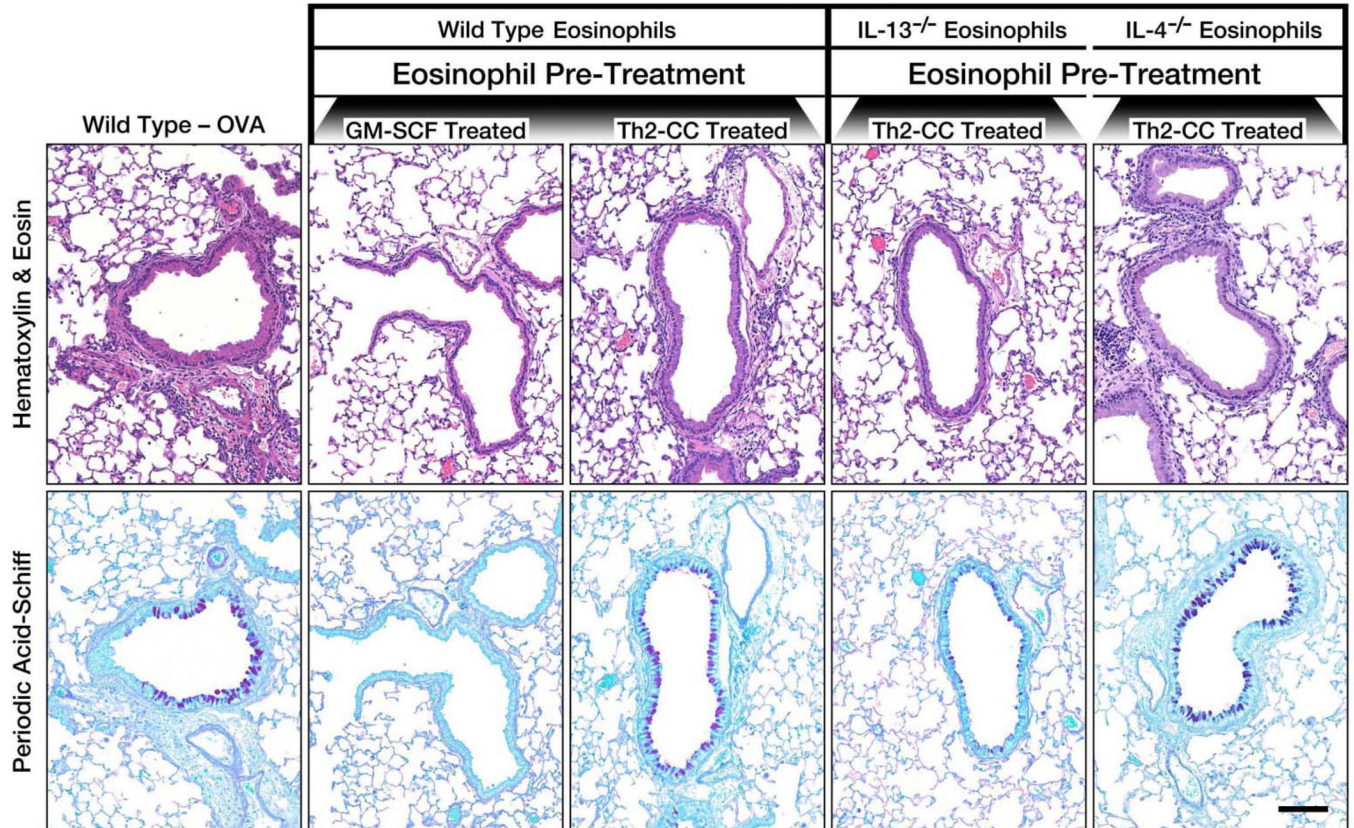 Wild Type Eosinophils
IL-13-/- Eosinophils
IL-4-/- Eosinophils
Eosinophil Pre-Treatment
Eosinophil Pre-Treatment
Wild Type – OVA
GM-SCF Treated
Th2-CC Treated
Th2-CC Treated
Th2-CC Treated
Hematoxylin & Eosin
Periodic Acid-Schiff